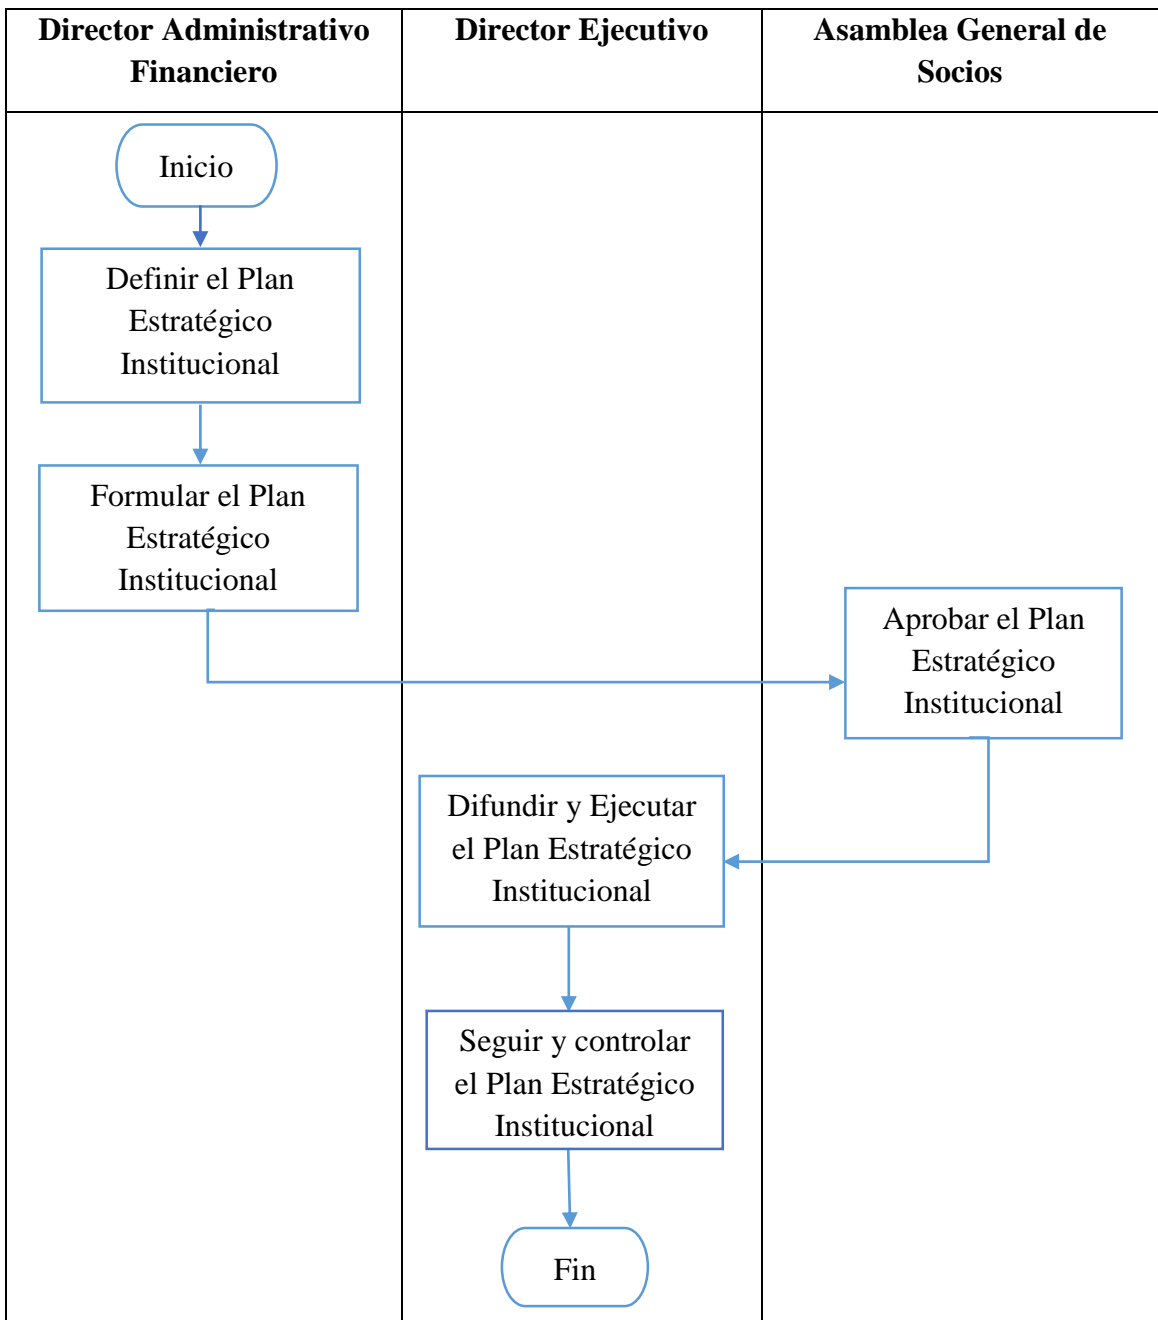 Director Administrativo
Financiero
Director Ejecutivo
Asamblea General de
Socios
Inicio
Definir el Plan
Estratégico
Institucional
Formular el Plan
Estratégico
Institucional
Aprobar el Plan
Estratégico
Institucional
Difundir y Ejecutar
el Plan Estratégico
Institucional
Seguir y controlar
el Plan Estratégico
Institucional
Fin